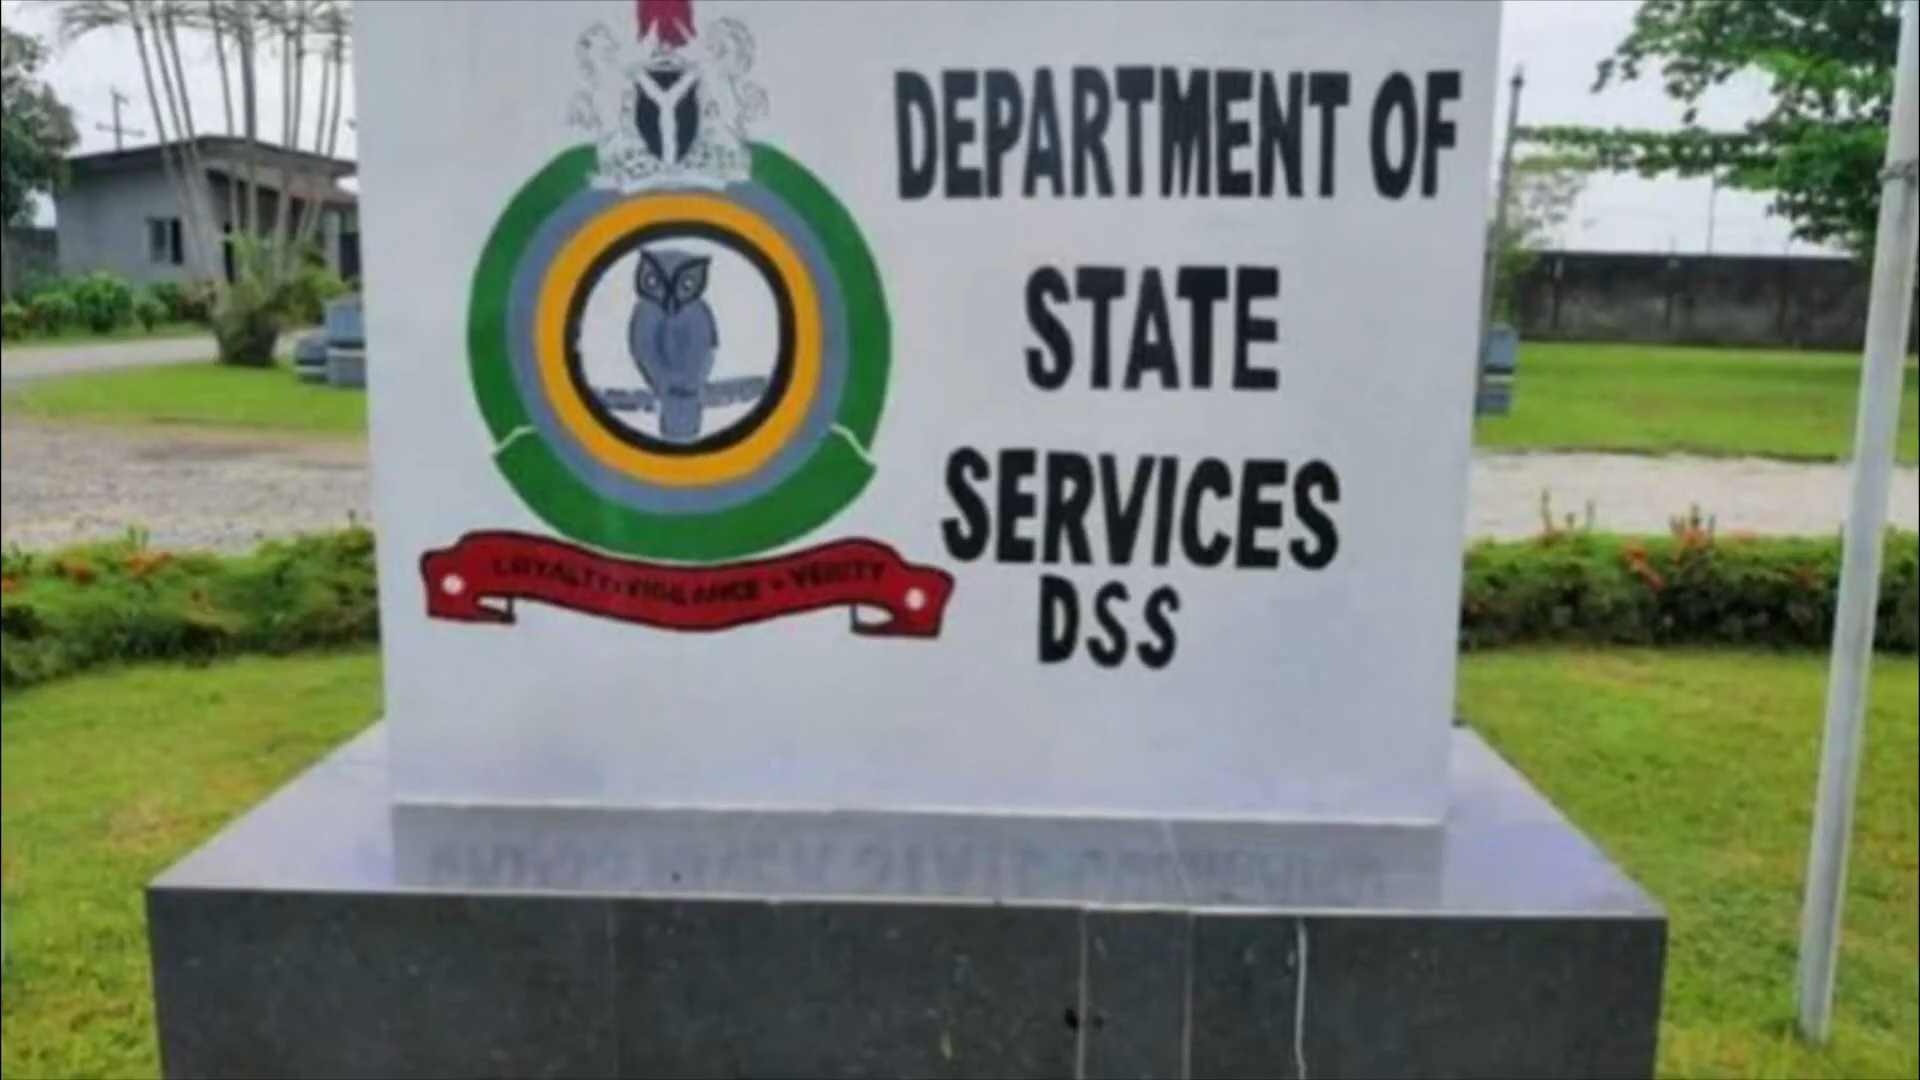 DEPARTMENT OF
STATE
SERVICES
DSS
LOYALTY • VIGILANCE • VERITY